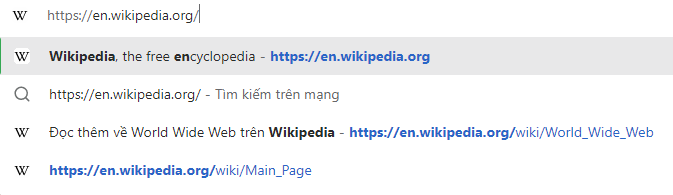 https://en.wikipedia.org/
Wikipedia, the free encyclopedia - https://en.wikipedia.org
https://en.wikipedia.org/ - Tìm kiếm trên mạng
Đọc thêm về World Wide Web trên Wikipedia - https://en.wikipedia.org/wiki/World_Wide_Web
https://en.wikipedia.org/wiki/Main_Page